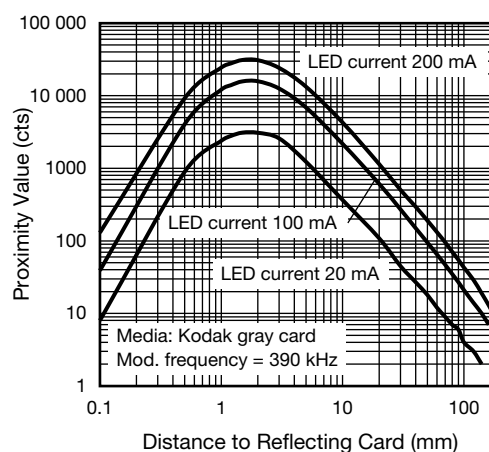 100 000
10 000
1000
100
10
1
Proximity Value (cts)
LED current 200 mA
LED current 100 mA
LED current 20 mA
Media: Kodak gray card
Mod. frequency = 390 kHz
0.1 1 10 100
Distance to Reflecting Card (mm)